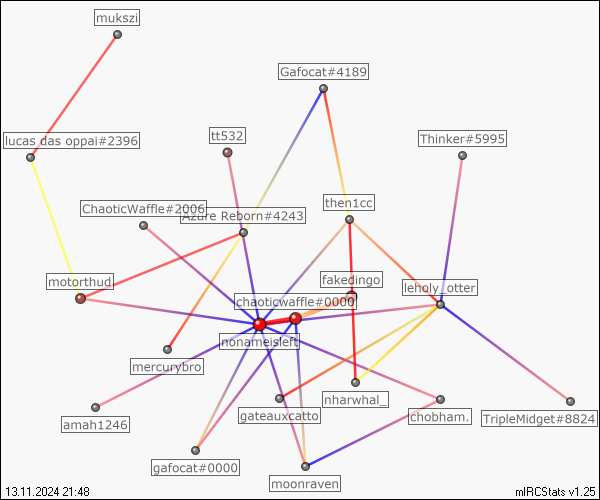 mukszi
Gafocat#4189
lucas das oppai#2396
tt532
Thinker#5995
ChaoticWaffle#2006
Azure Reborn#4243
then1cc
motorthud
fakedingo
leholy_otter
chaoticwaffle#0000
nonameisleft
mercurybro
nharwhal_
amah1246
gateauxcatto
chobham.
TripleMidget#8824
gafocat#0000
moonraven
13.11.2024 21:48
mIRCStats v1.25